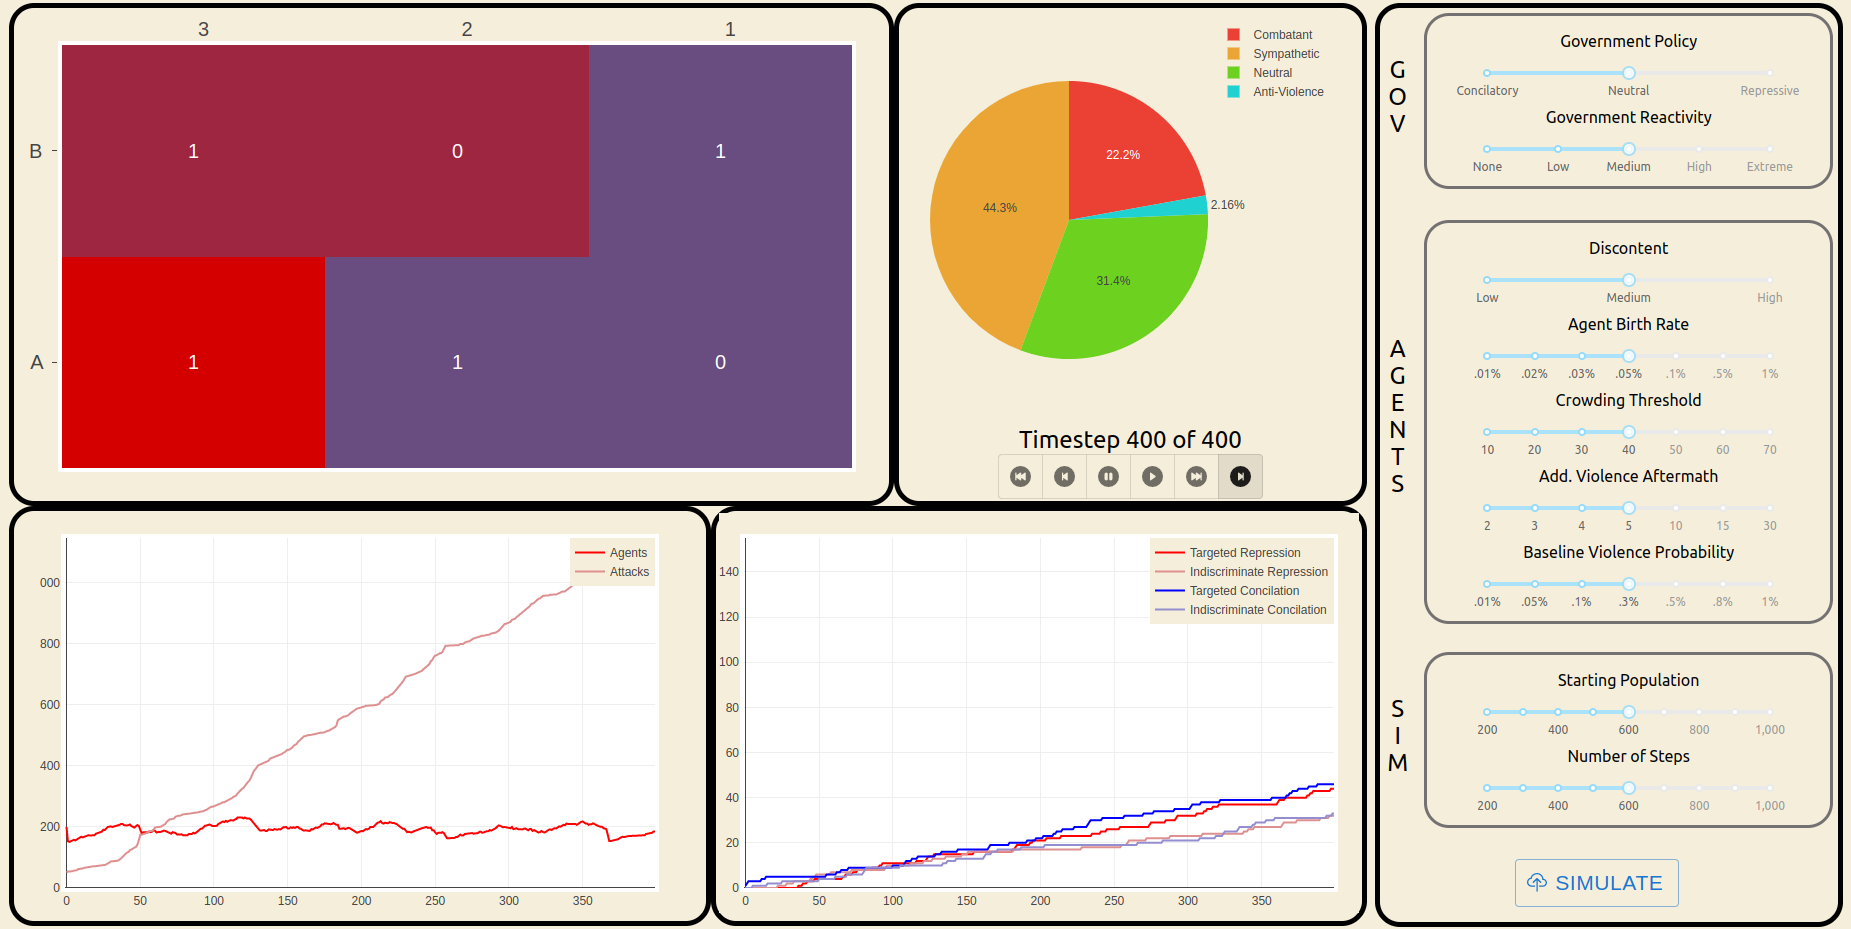 3 2 1
B 1 0 1
A 1 1 0
Combatant
Sympathetic
Neutral
Anti-Violence
22.2%
2.16%
44.3%
31.4%
Timestep 400 of 400
Agents
Attacks
000
800
600
400
200
0
0 50 100 150 200 250 300 350
Targeted Repression
Indiscriminate Repression
Targeted Concilation
Indiscriminate Concilation
140
120
100
80
60
40
20
0
0 50 100 150 200 250 300 350
GOV
Government Policy
Concilatory Neutral Repressive
Government Reactivity
None Low Medium High Extreme
AGENTS
Discontent
Low Medium High
Agent Birth Rate
.01% .02% .03% .05% .1% .5% 1%
Crowding Threshold
10 20 30 40 50 60 70
Add. Violence Aftermath
2 3 4 5 10 15 30
Baseline Violence Probability
.01% .05% .1% .3% .5% .8% 1%
SIM
Starting Population
200 400 600 800 1,000
Number of Steps
200 400 600 800 1,000
SIMULATE